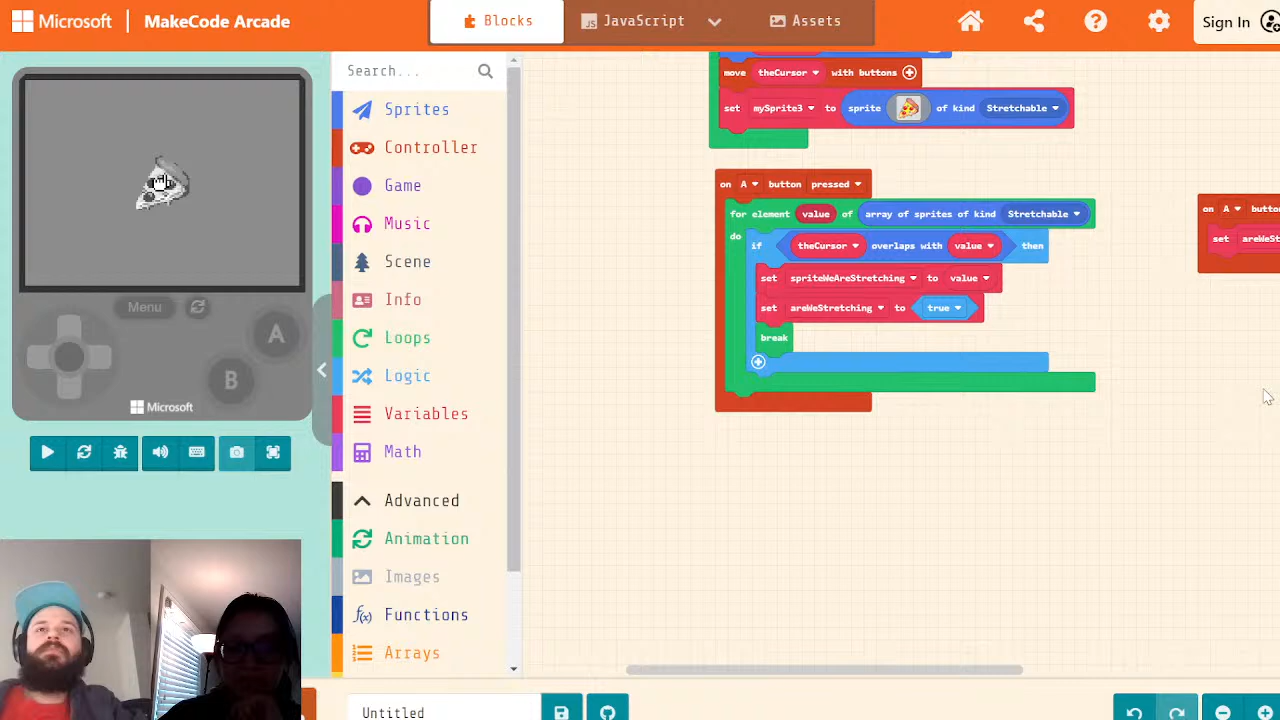 Microsoft | MakeCode Arcade
Blocks
JavaScript
Assets
Sign In
Search...
Sprites
Controller
Game
Music
Scene
Info
Loops
Logic
Variables
Math
Advanced
Animation
Images
Functions
Arrays
Menu
A
B
Microsoft
move theCursor with buttons
set mySprite3 to sprite of kind Stretchable
on A button pressed
for element value of array of sprites of kind Stretchable
do
if theCursor overlaps with value then
set spriteWeAreStretching to value
set areWeStretching to true
break
on A butto
set areWeSt
Untitled